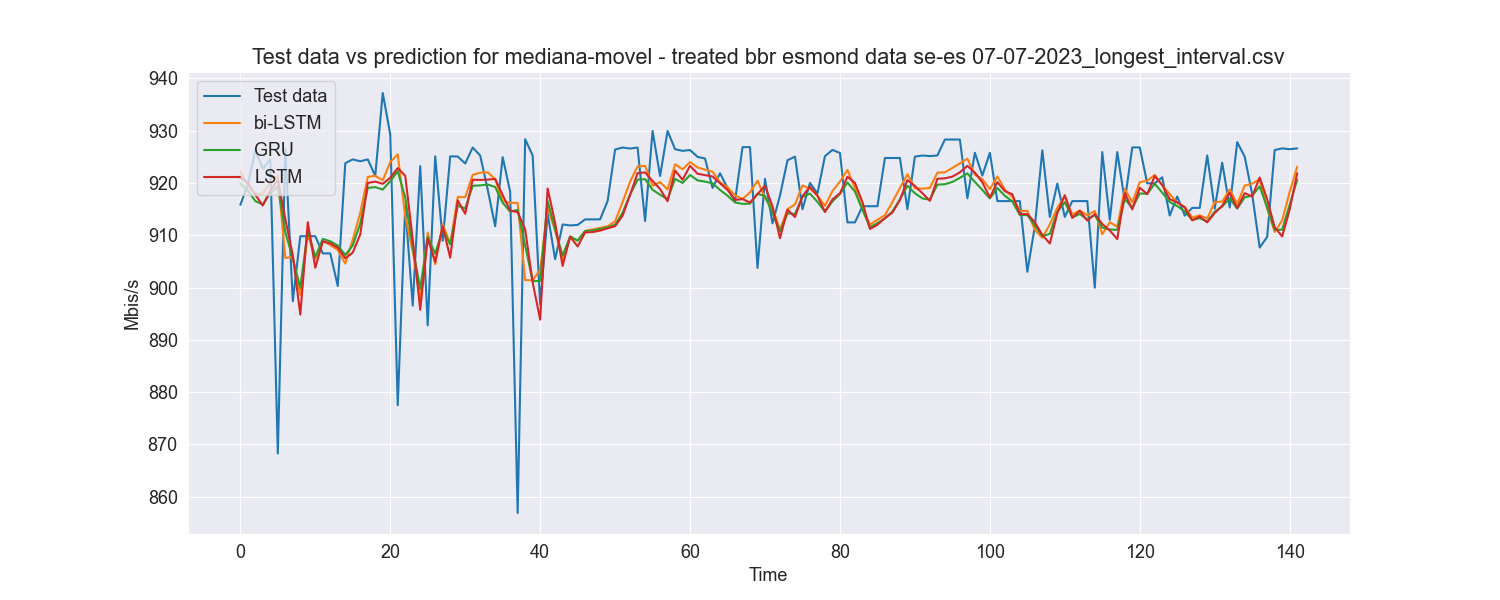 Test data vs prediction for mediana-movel - treated bbr esmond data se-es 07-07-2023_longest_interval.csv
940
930
920
910
900
890
880
870
860
Mbis/s
Test data
bi-LSTM
GRU
LSTM
0 20 40 60 80 100 120 140
Time